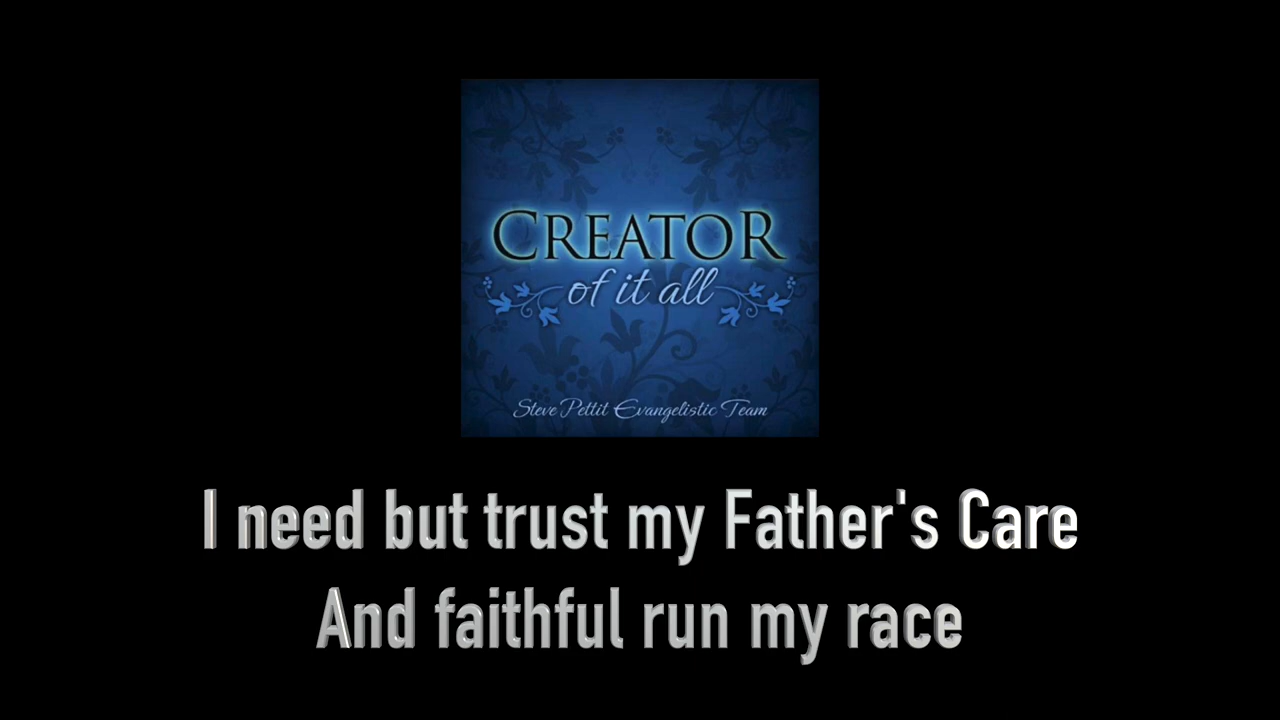 CREATOR
of it all
Steve Pettit Evangelistic Team
I need but trust my Father's Care
And faithful run my race